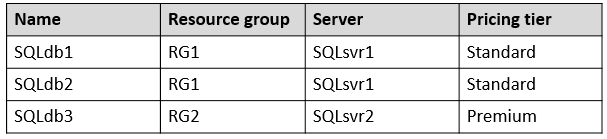 Name Resource group Server Pricing tier
SQLdb1 RG1 SQLsvr1 Standard
SQLdb2 RG1 SQLsvr1 Standard
SQLdb3 RG2 SQLsvr2 Premium